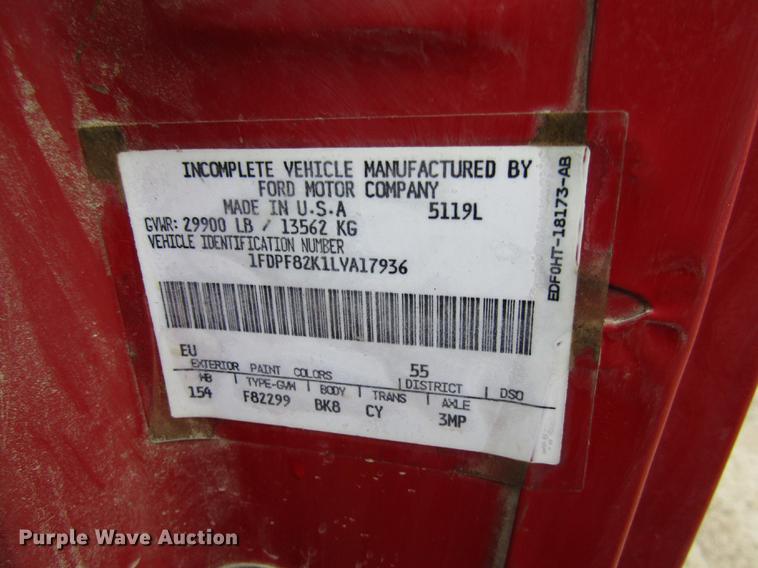 INCOMPLETE VEHICLE MANUFACTURED BY
FORD MOTOR COMPANY
MADE IN U.S.A 5119L
GVWR: 29900 LB / 13562 KG
VEHICLE IDENTIFICATION NUMBER
1FDPF82K1LVA17936
EU
EXTERIOR PAINT COLORS 55
WB TYPE-GVM BODY TRANS DISTRICT AXLE DSO
154 F82299 BK8 CY 3MP
EDF0HT-18173-AB
Purple Wave Auction